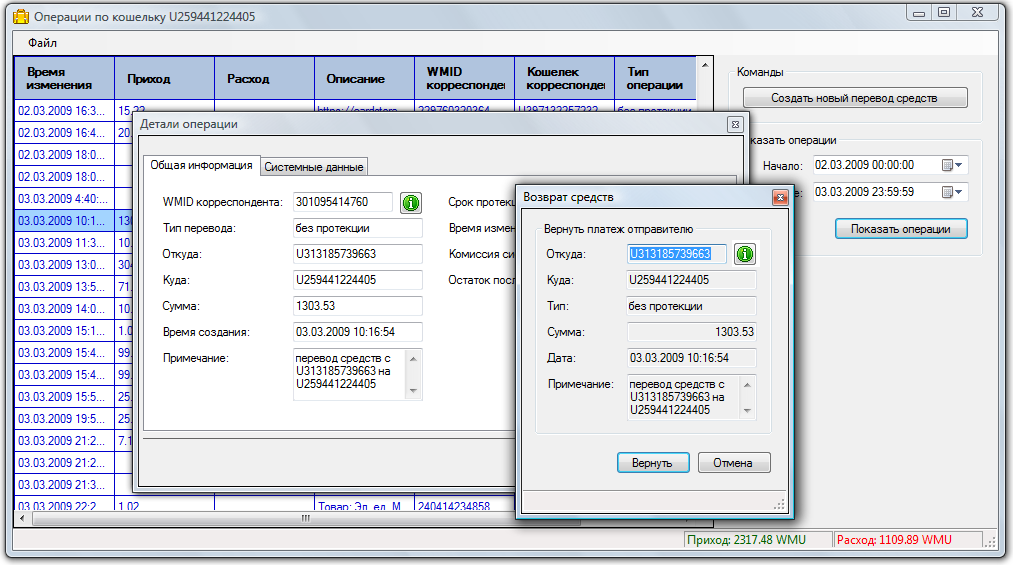 Операции по кошельку U259441224405
Файл
Время изменения Приход Расход Описание WMID корреспонде Кошелек корреспонде Тип операции
02.03.2009 16:3... 15.22
02.03.2009 16:4... 20.
02.03.2009 18:0...
02.03.2009 18:0...
03.03.2009 4:40:
03.03.2009 10:1... 130
03.03.2009 11:3... 10.
03.03.2009 13:0... 304
03.03.2009 13:5... 71.
03.03.2009 14:0... 10.
03.03.2009 15:1... 1.0
03.03.2009 15:4... 99.
03.03.2009 15:4... 99.
03.03.2009 15:5... 25.
03.03.2009 19:5... 25.
03.03.2009 21:2... 7.1
03.03.2009 21:2...
03.03.2009 21:3...
03.03.2009 22:2 1.02 Товар: Эл. ед. М 240414234858
Команды
Создать новый перевод средств
казать операции
Начало: 02.03.2009 00:00:00
е: 03.03.2009 23:59:59
Показать операции
Детали операции
Общая информация Системные данные
WMID корреспондента: 301095414760
Тип перевода: без протекции
Откуда: U313185739663
Куда: U259441224405
Сумма: 1303.53
Время создания: 03.03.2009 10:16:54
Примечание: перевод средств с
U313185739663 на
U259441224405
Срок протекц
Время измен
Комиссия си
Остаток посл
Возврат средств
Вернуть платеж отправителю
Откуда: U313185739663
Куда: U259441224405
Тип: без протекции
Сумма: 1303.53
Дата: 03.03.2009 10:16:54
Примечание: перевод средств с
U313185739663 на
U259441224405
Вернуть Отмена
Приход: 2317.48 WMU Расход: 1109.89 WMU